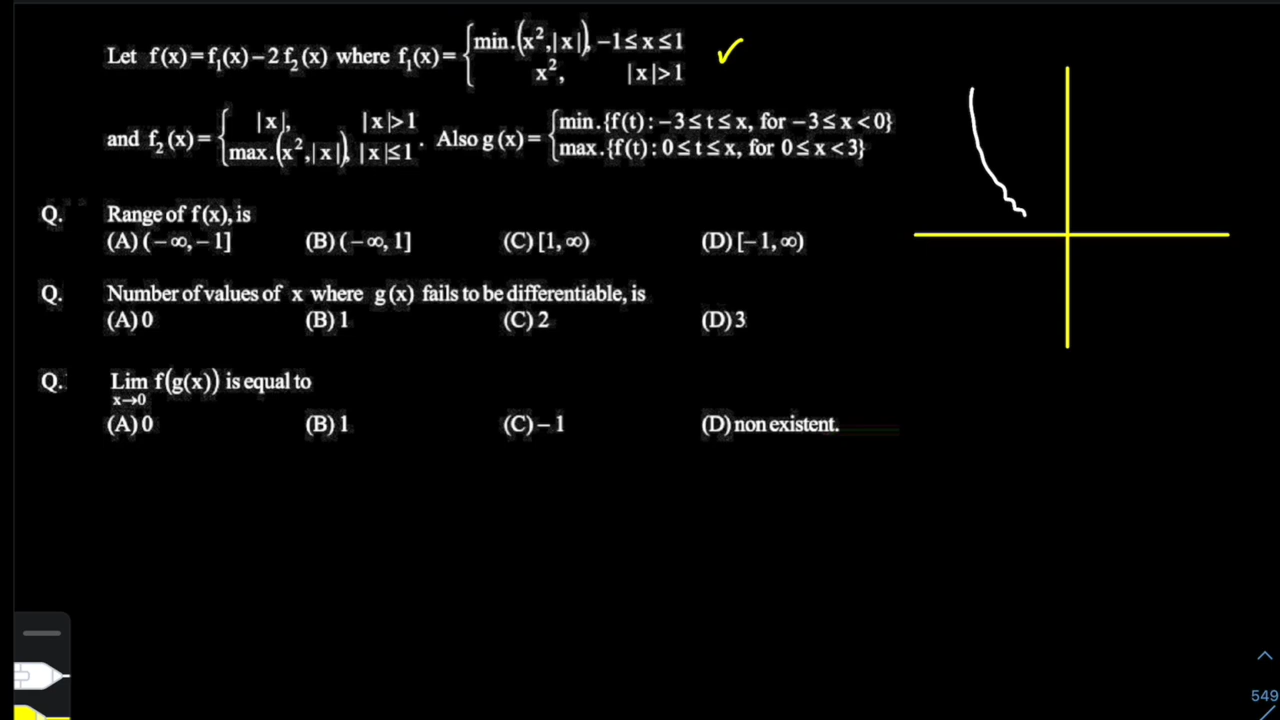 Let f(x) = f₁(x) – 2 f₂(x) where f₁(x) = { min.(x², |x|), –1 ≤ x ≤ 1
x², |x| > 1
and f₂(x) = { |x|, |x| > 1
max.(x², |x|), |x| ≤ 1 . Also g(x) = { min.{f(t) : –3 ≤ t ≤ x, for –3 ≤ x < 0}
max.{f(t) : 0 ≤ t ≤ x, for 0 ≤ x < 3}
Q. Range of f(x), is
(A) (–∞, –1] (B) (–∞, 1] (C) [1, ∞) (D) [–1, ∞)
Q. Number of values of x where g(x) fails to be differentiable, is
(A) 0 (B) 1 (C) 2 (D) 3
Q. Lim f(g(x)) is equal to
x→0
(A) 0 (B) 1 (C) – 1 (D) non existent.
549